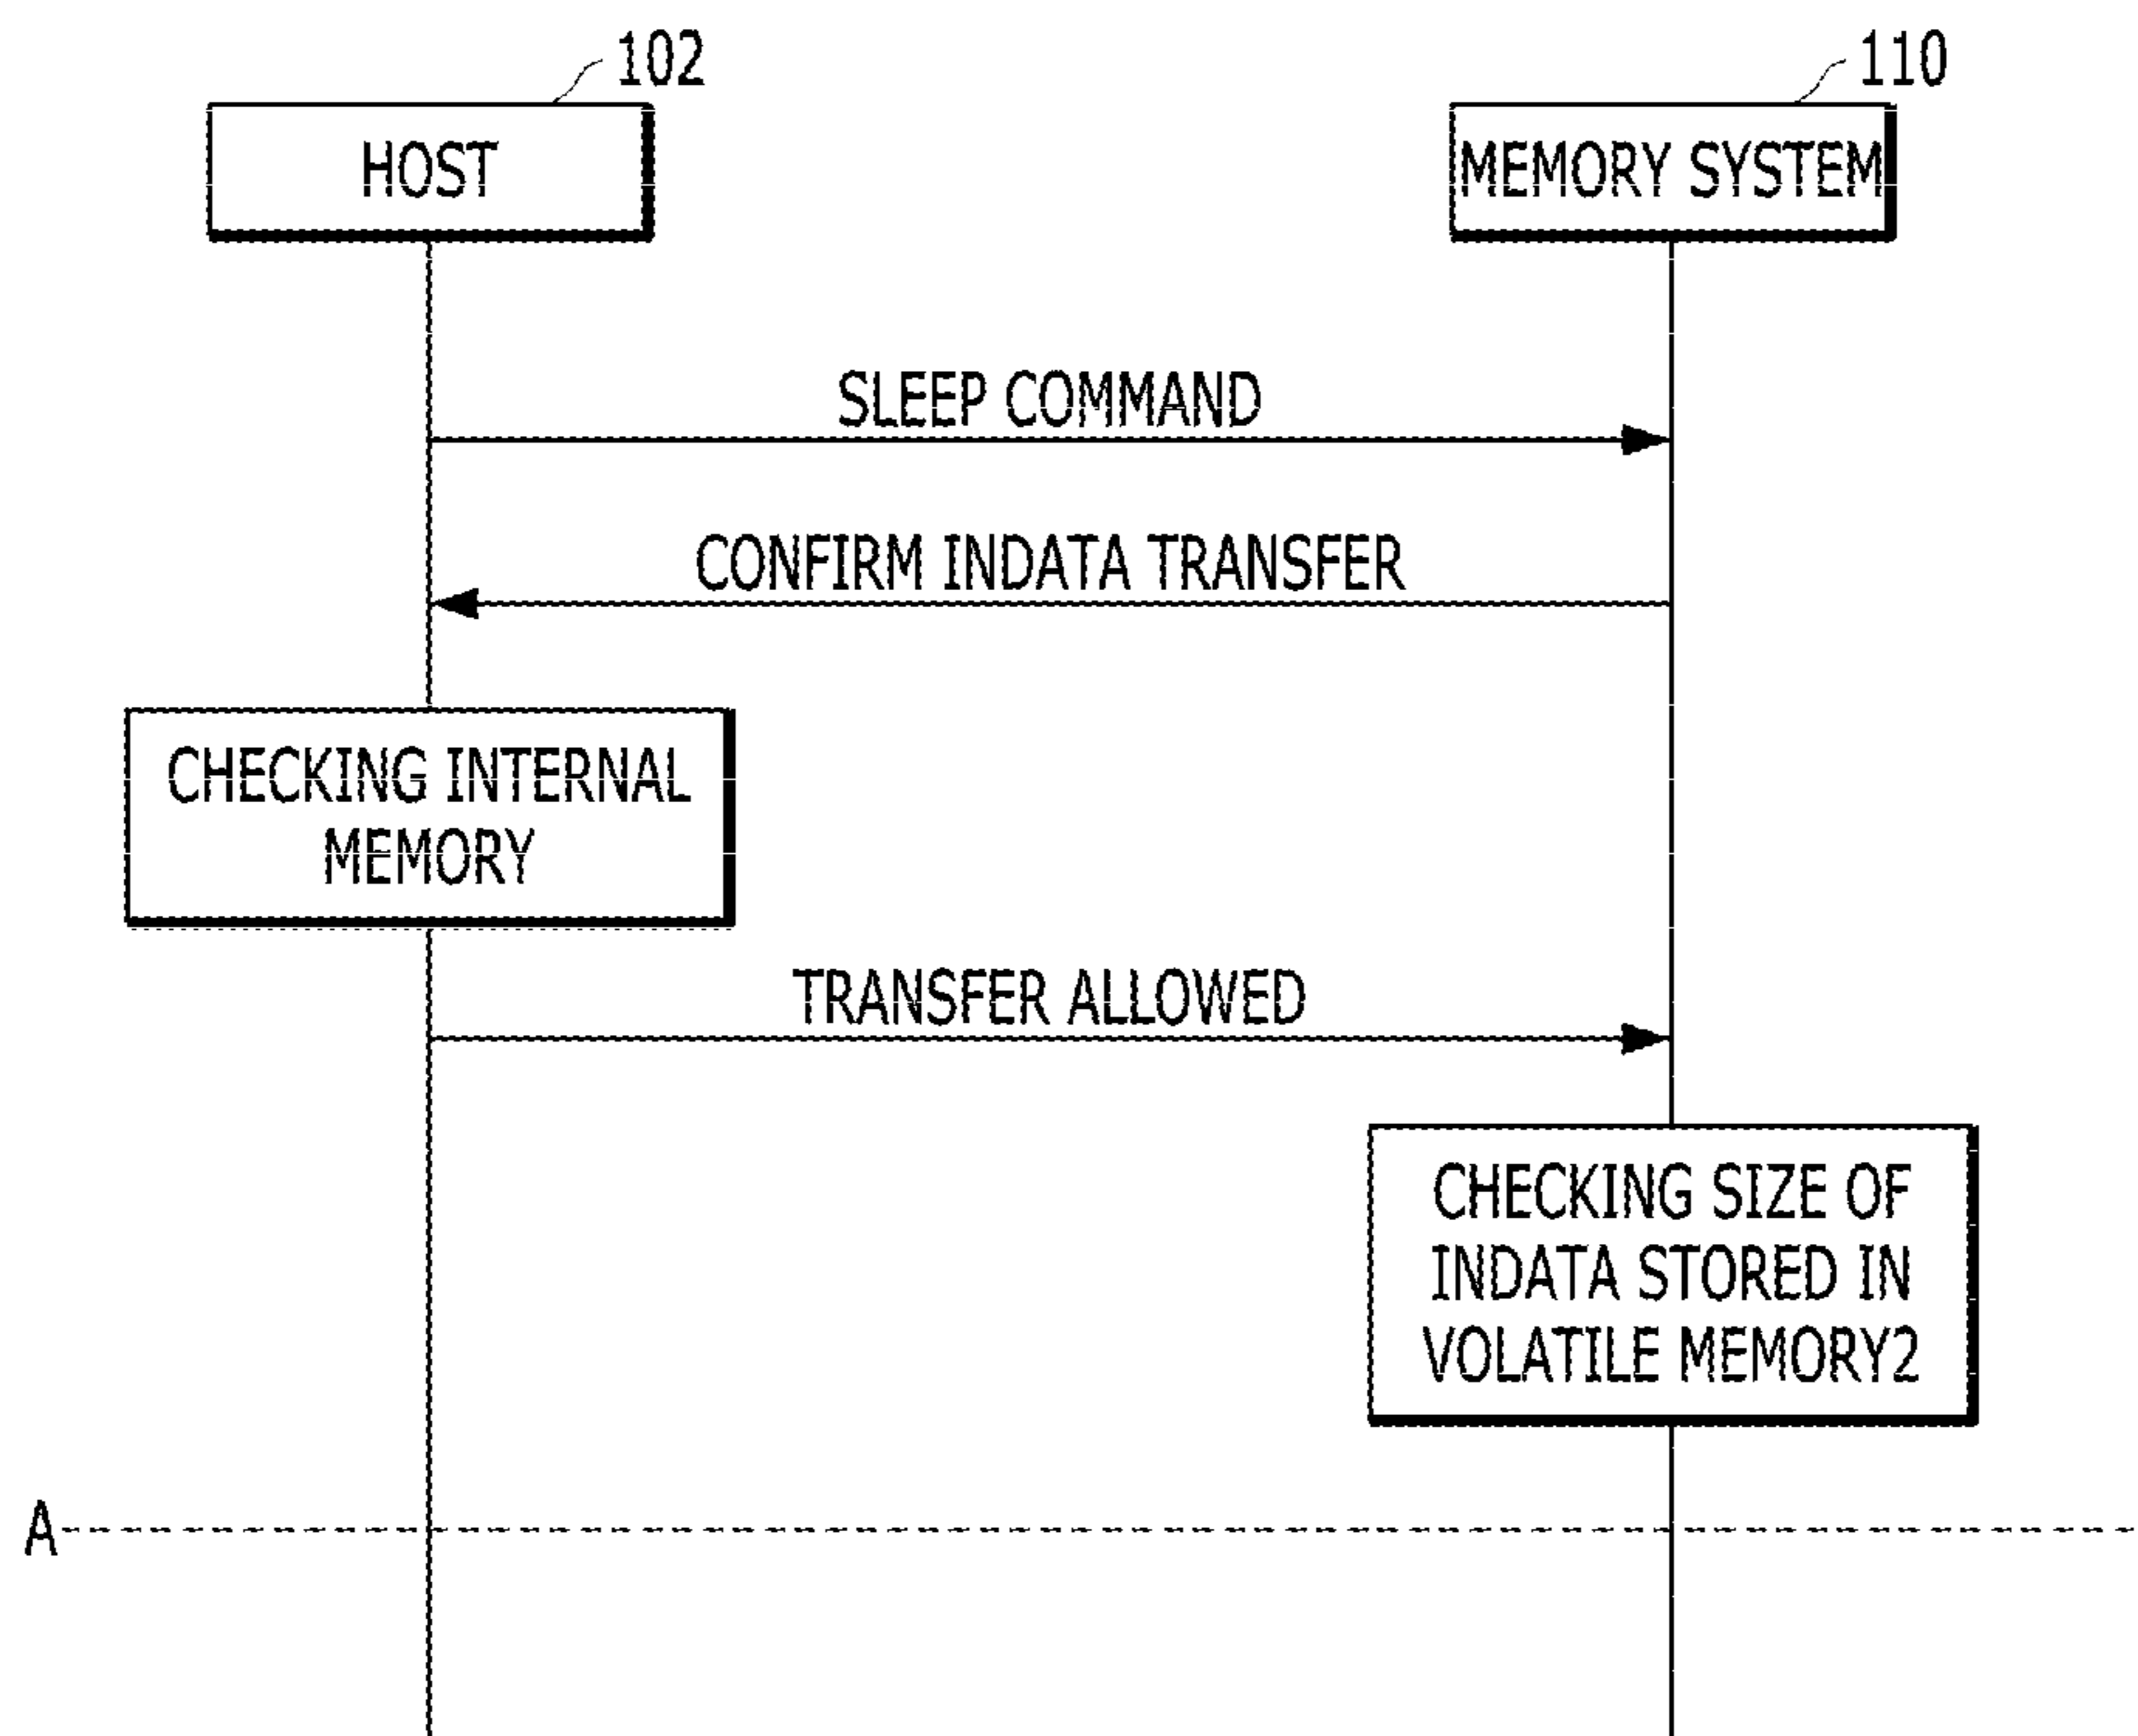 102
110
HOST
MEMORY SYSTEM
SLEEP COMMAND
CONFIRM INDATA TRANSFER
CHECKING INTERNAL
MEMORY
TRANSFER ALLOWED
CHECKING SIZE OF
INDATA STORED IN
VOLATILE MEMORY2
A